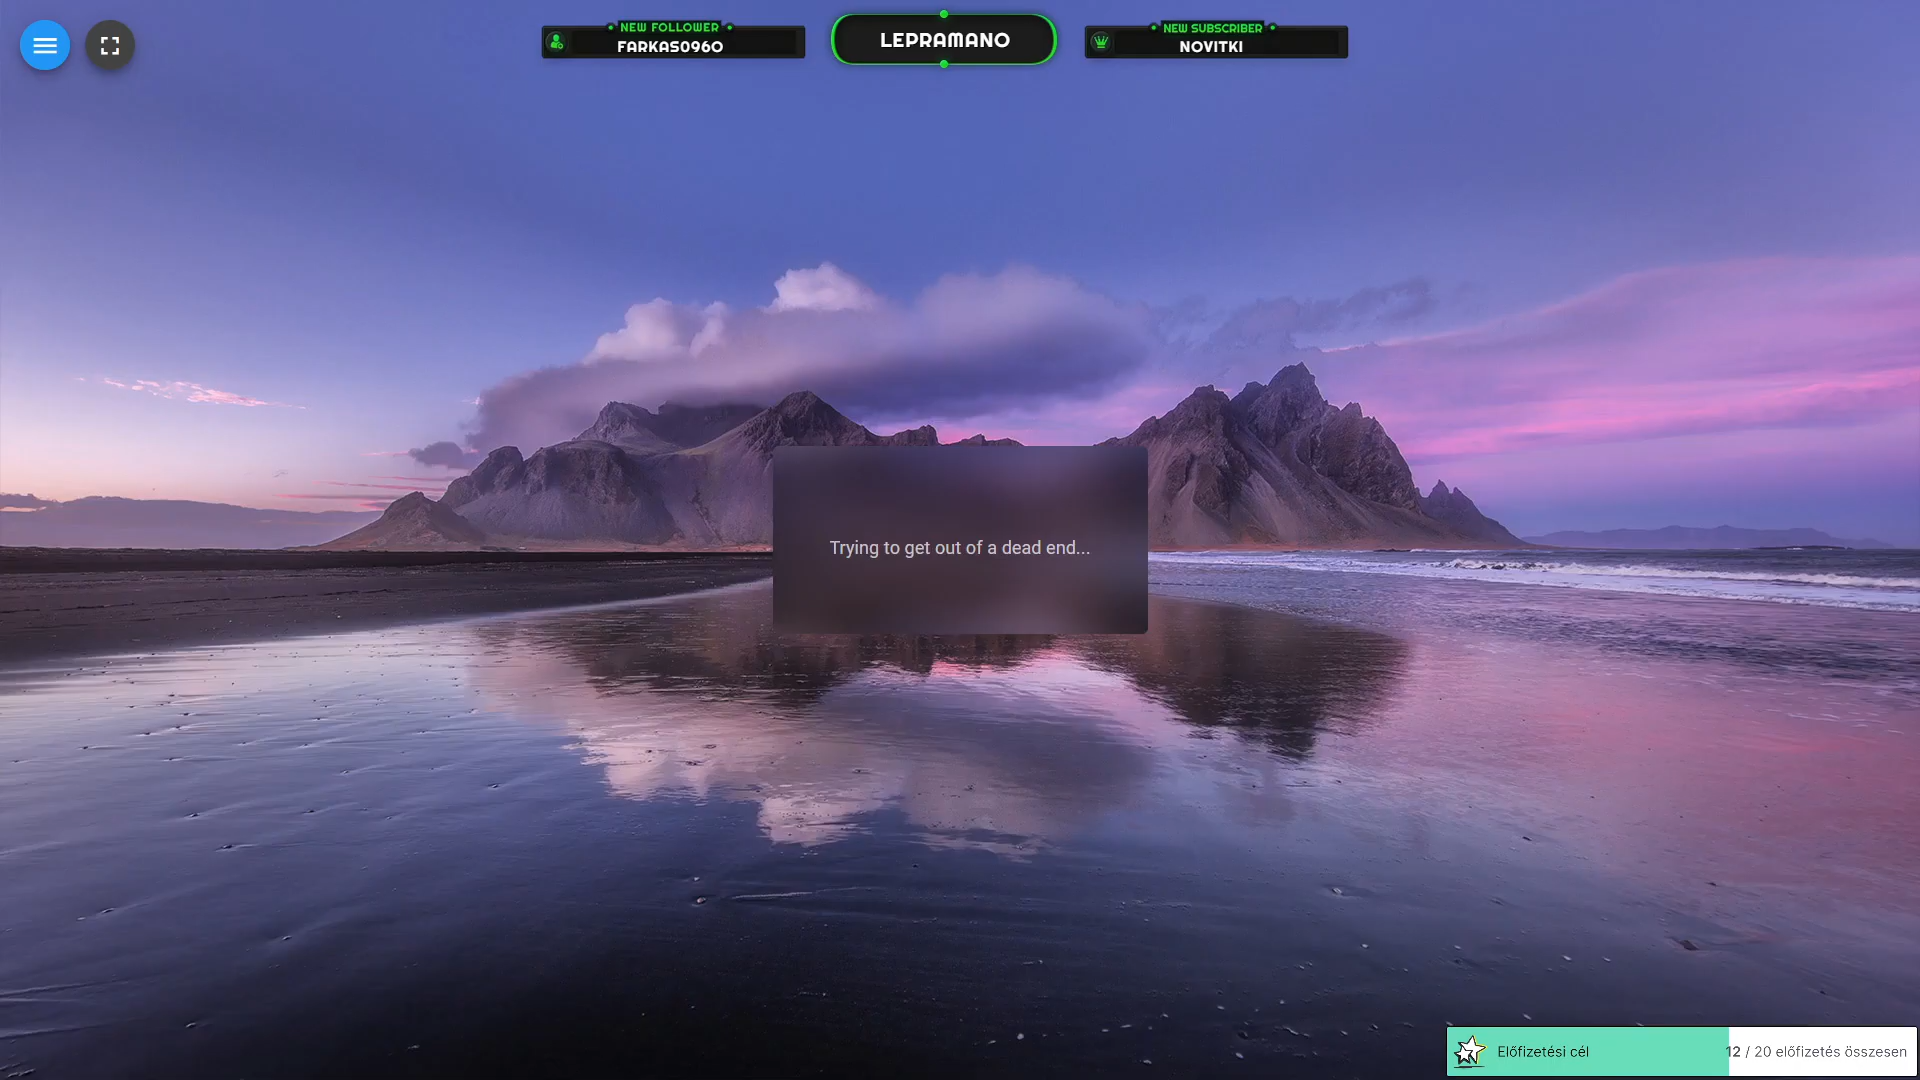 NEW FOLLOWER
FARKAS0960
LEPRAMANO
NEW SUBSCRIBER
NOVITKI
Trying to get out of a dead end...
Előfizetési cél
12 / 20 előfizetés összesen